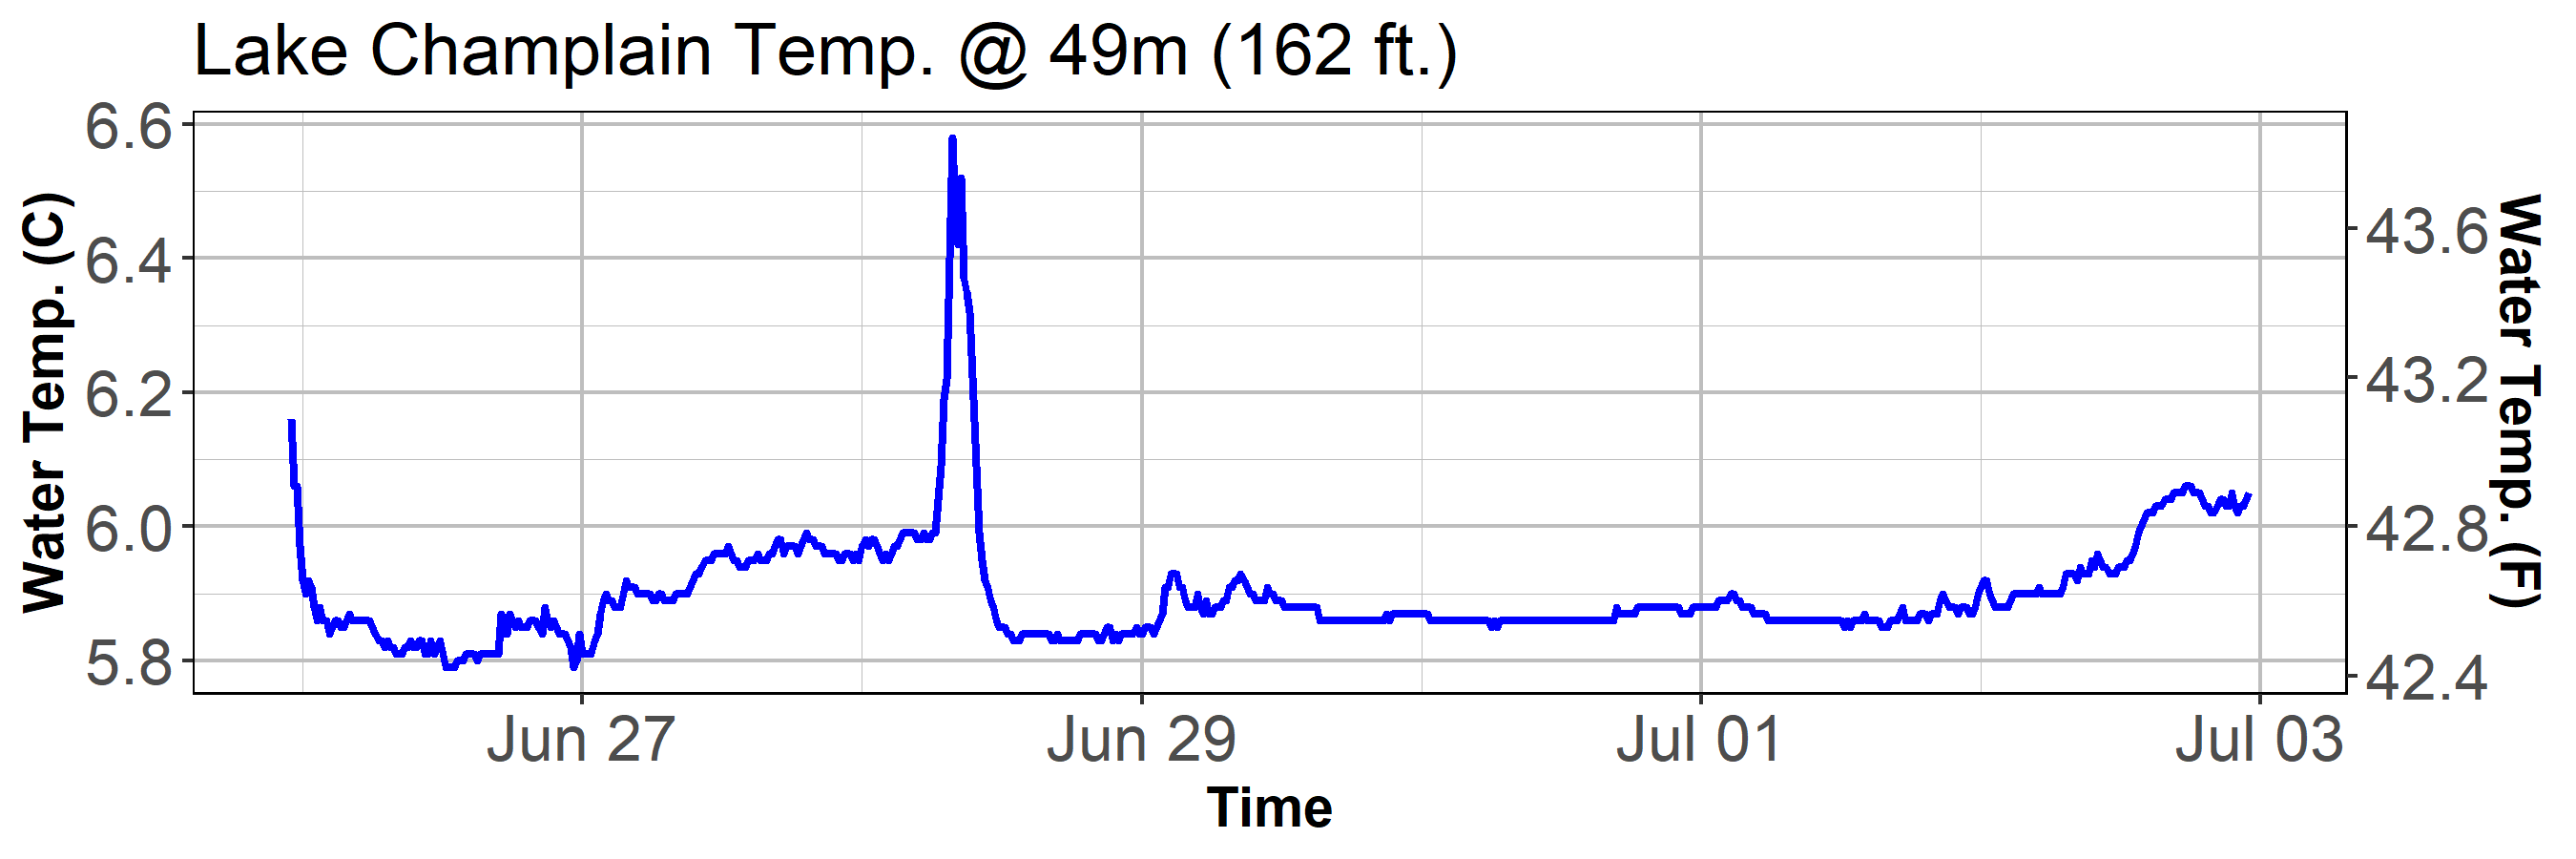 Lake Champlain Temp. @ 49m (162 ft.)
Water Temp. (C)
6.6
6.4
6.2
6.0
5.8
43.6
43.2
42.8
42.4
Water Temp. (F)
Jun 27 Jun 29 Jul 01 Jul 03
Time